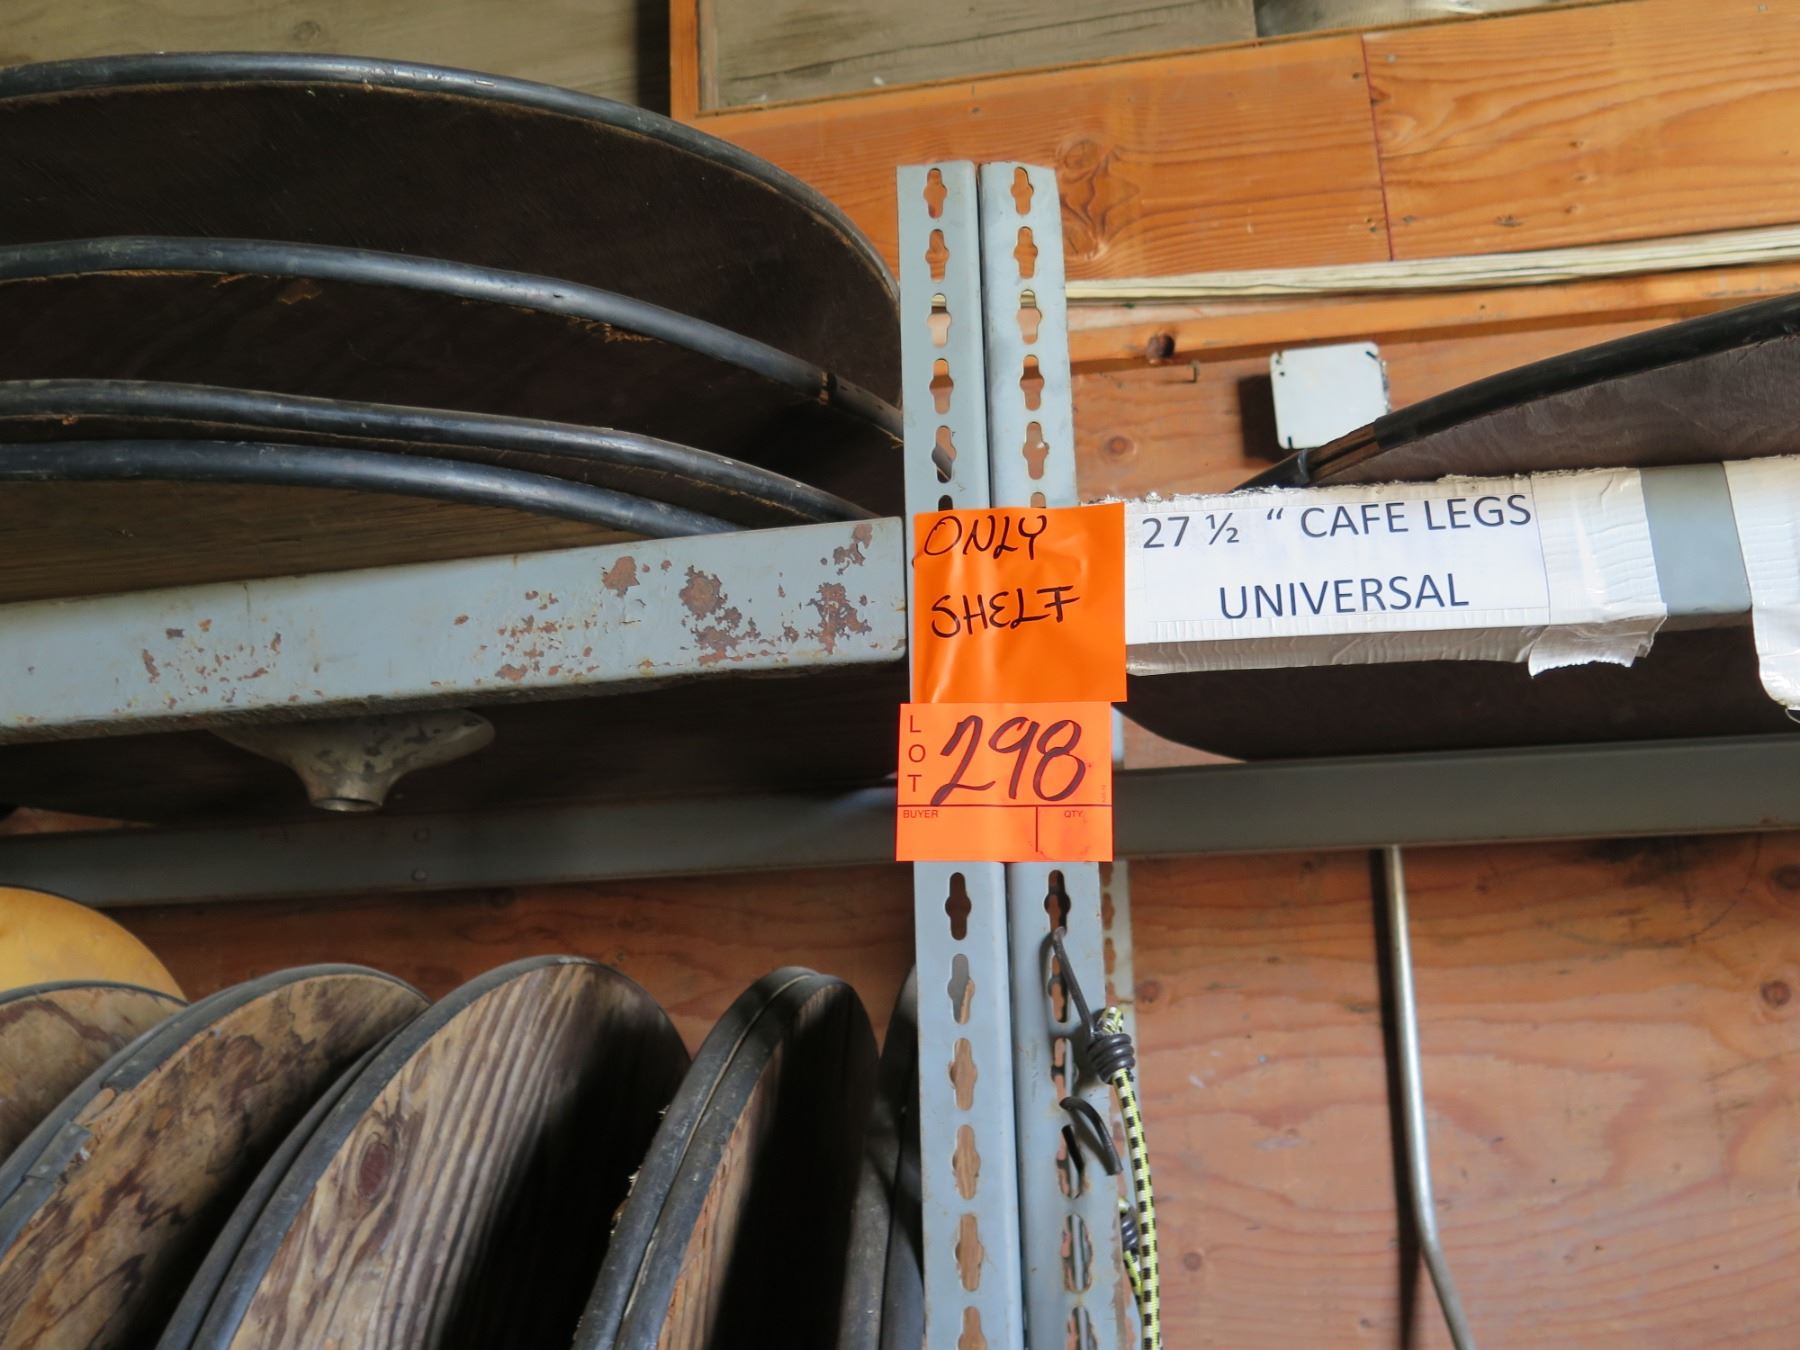 ONLY
SHELF
27 ½ “ CAFE LEGS
UNIVERSAL
LOT
298
BUYER
QTY